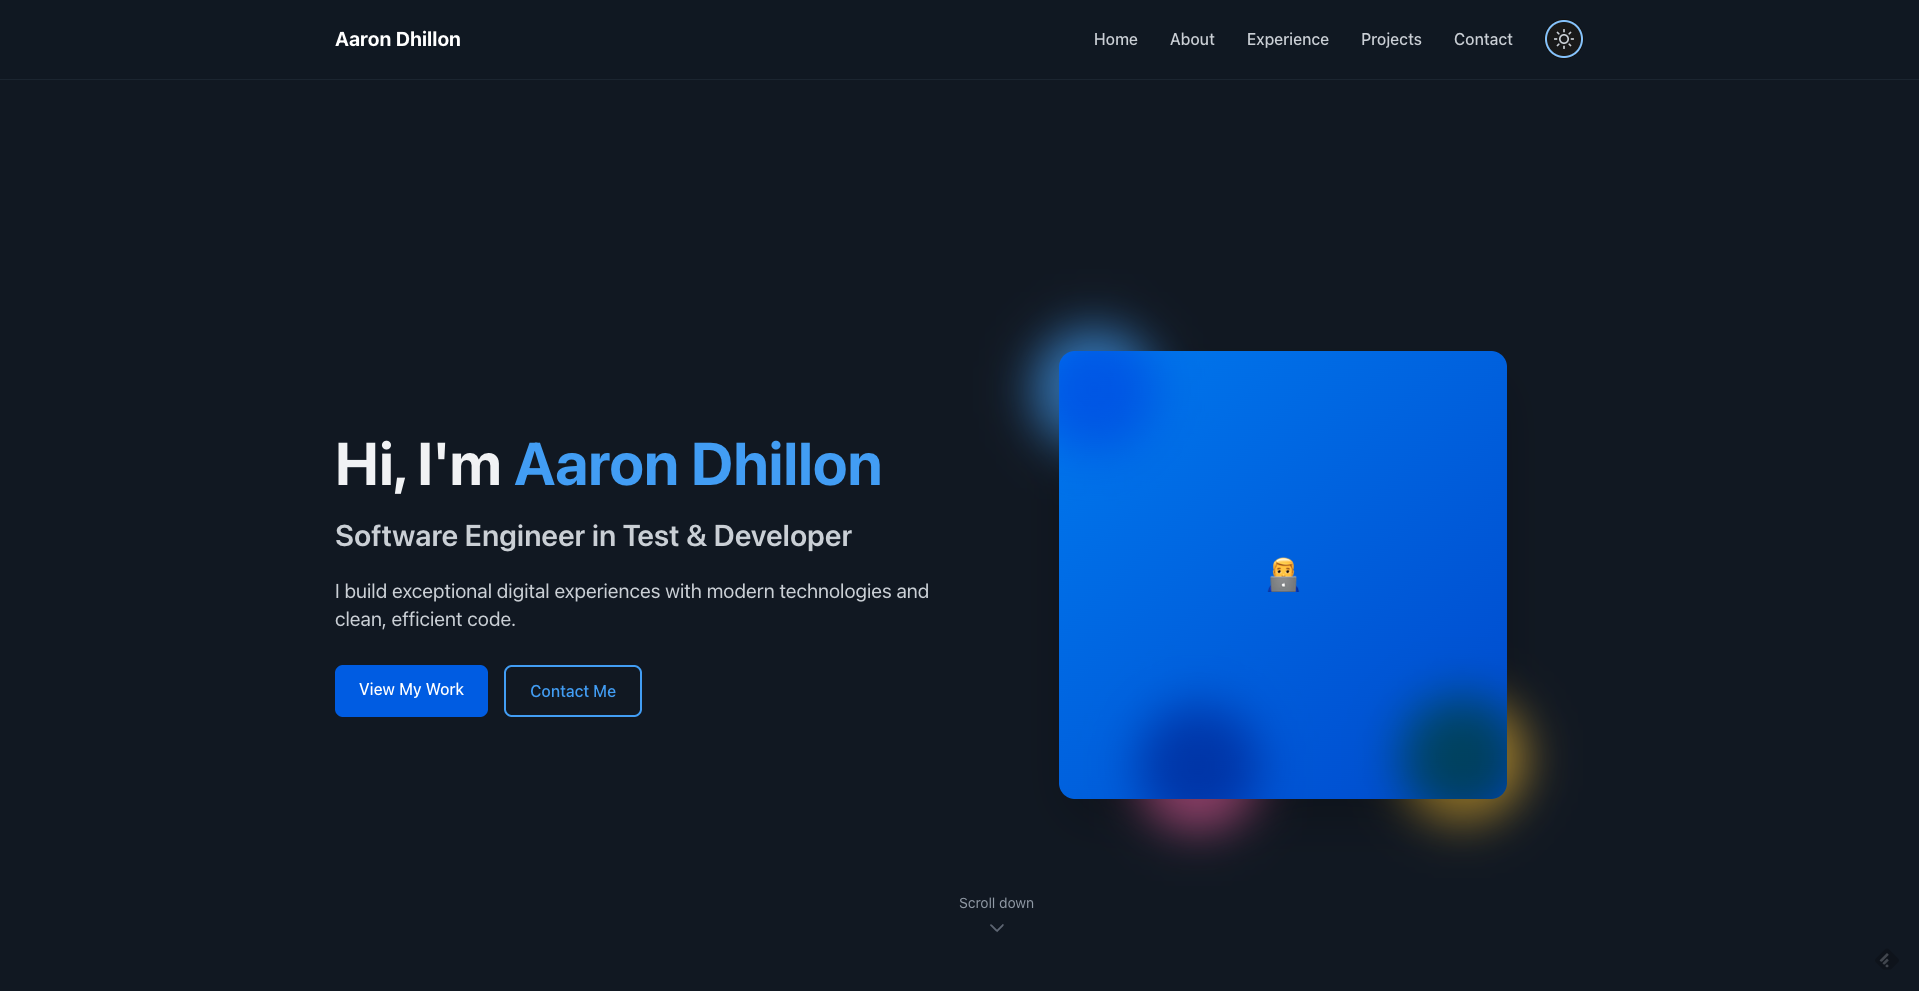 Aaron Dhillon
Home
About
Experience
Projects
Contact
Hi, I'm Aaron Dhillon
Software Engineer in Test & Developer
I build exceptional digital experiences with modern technologies and
clean, efficient code.
View My Work
Contact Me
Scroll down